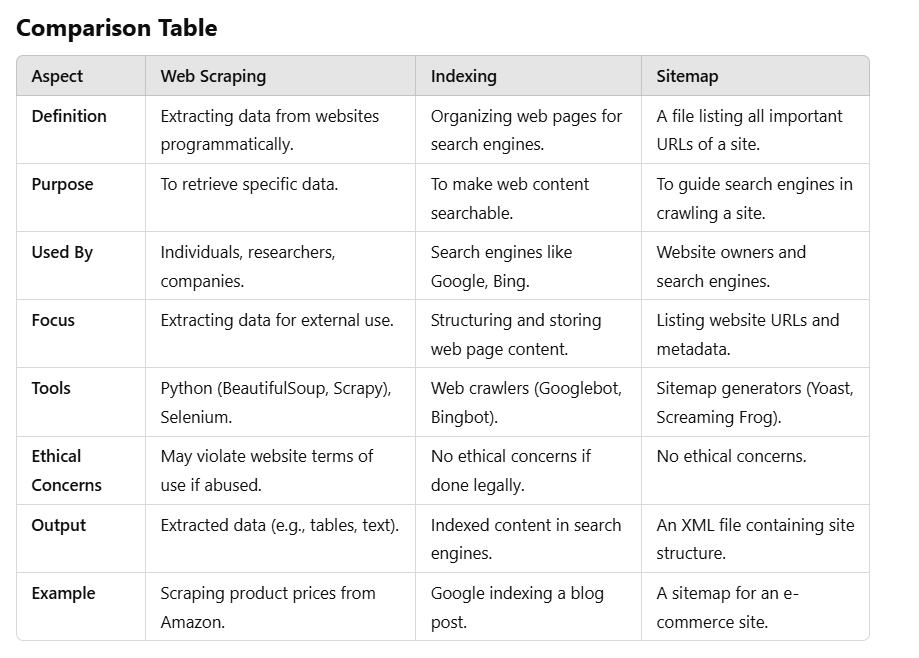 Comparison Table
Aspect Web Scraping Indexing Sitemap
Definition Extracting data from websites Organizing web pages for A file listing all important
programmatically. search engines. URLs of a site.
Purpose To retrieve specific data. To make web content To guide search engines in
searchable. crawling a site.
Used By Individuals, researchers, Search engines like Website owners and
companies. Google, Bing. search engines.
Focus Extracting data for external use. Structuring and storing Listing website URLs and
web page content. metadata.
Tools Python (BeautifulSoup, Scrapy), Web crawlers (Googlebot, Sitemap generators (Yoast,
Selenium. Bingbot). Screaming Frog).
Ethical May violate website terms of No ethical concerns if No ethical concerns.
Concerns use if abused. done legally.
Output Extracted data (e.g., tables, text). Indexed content in search An XML file containing site
engines. structure.
Example Scraping product prices from Google indexing a blog A sitemap for an e-
Amazon. post. commerce site.